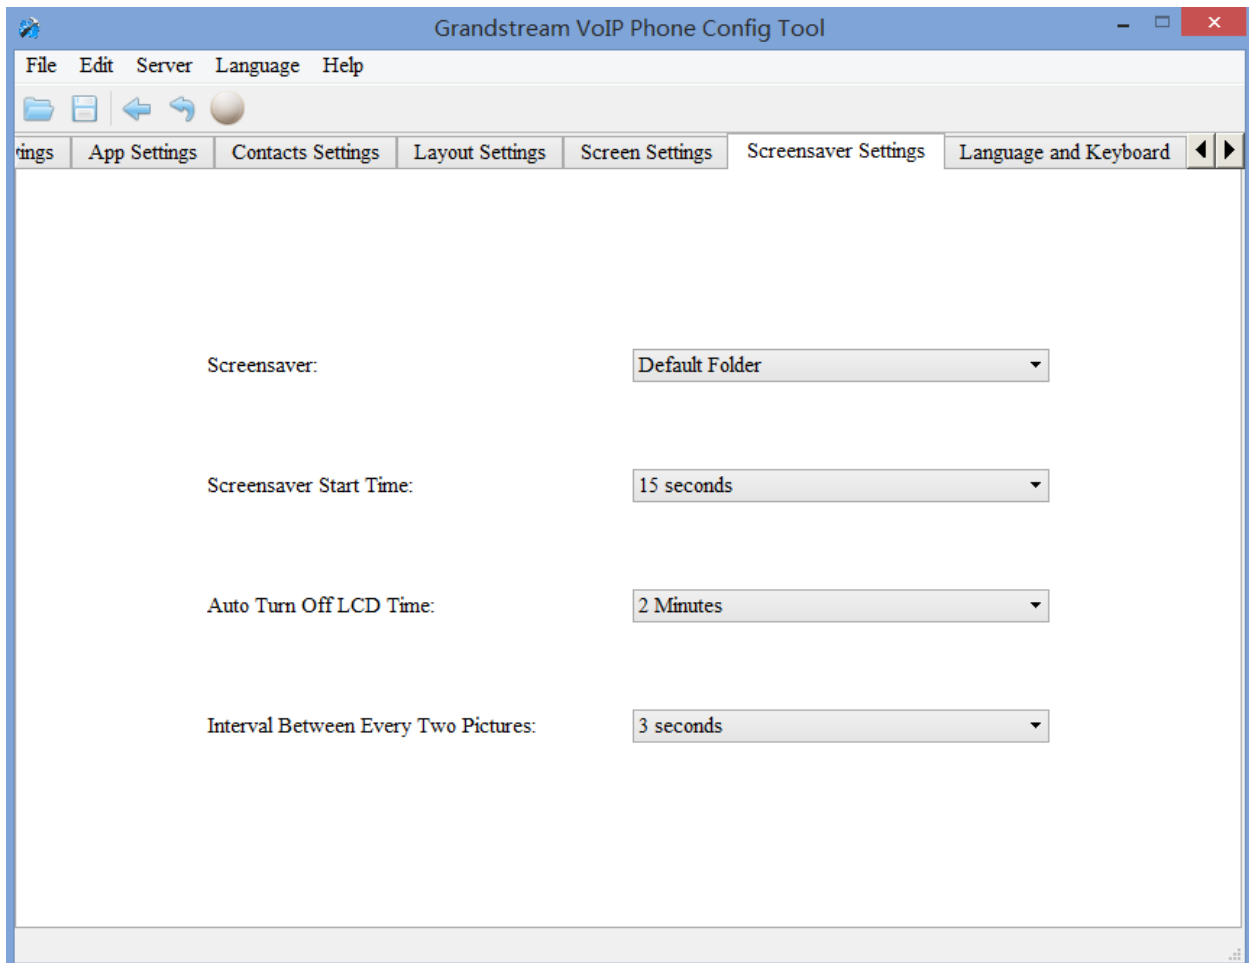 Grandstream VoIP Phone Config Tool
File Edit Server Language Help
App Settings Contacts Settings Layout Settings Screen Settings Screensaver Settings Language and Keyboard
Screensaver: Default Folder
Screensaver Start Time: 15 seconds
Auto Turn Off LCD Time: 2 Minutes
Interval Between Every Two Pictures: 3 seconds